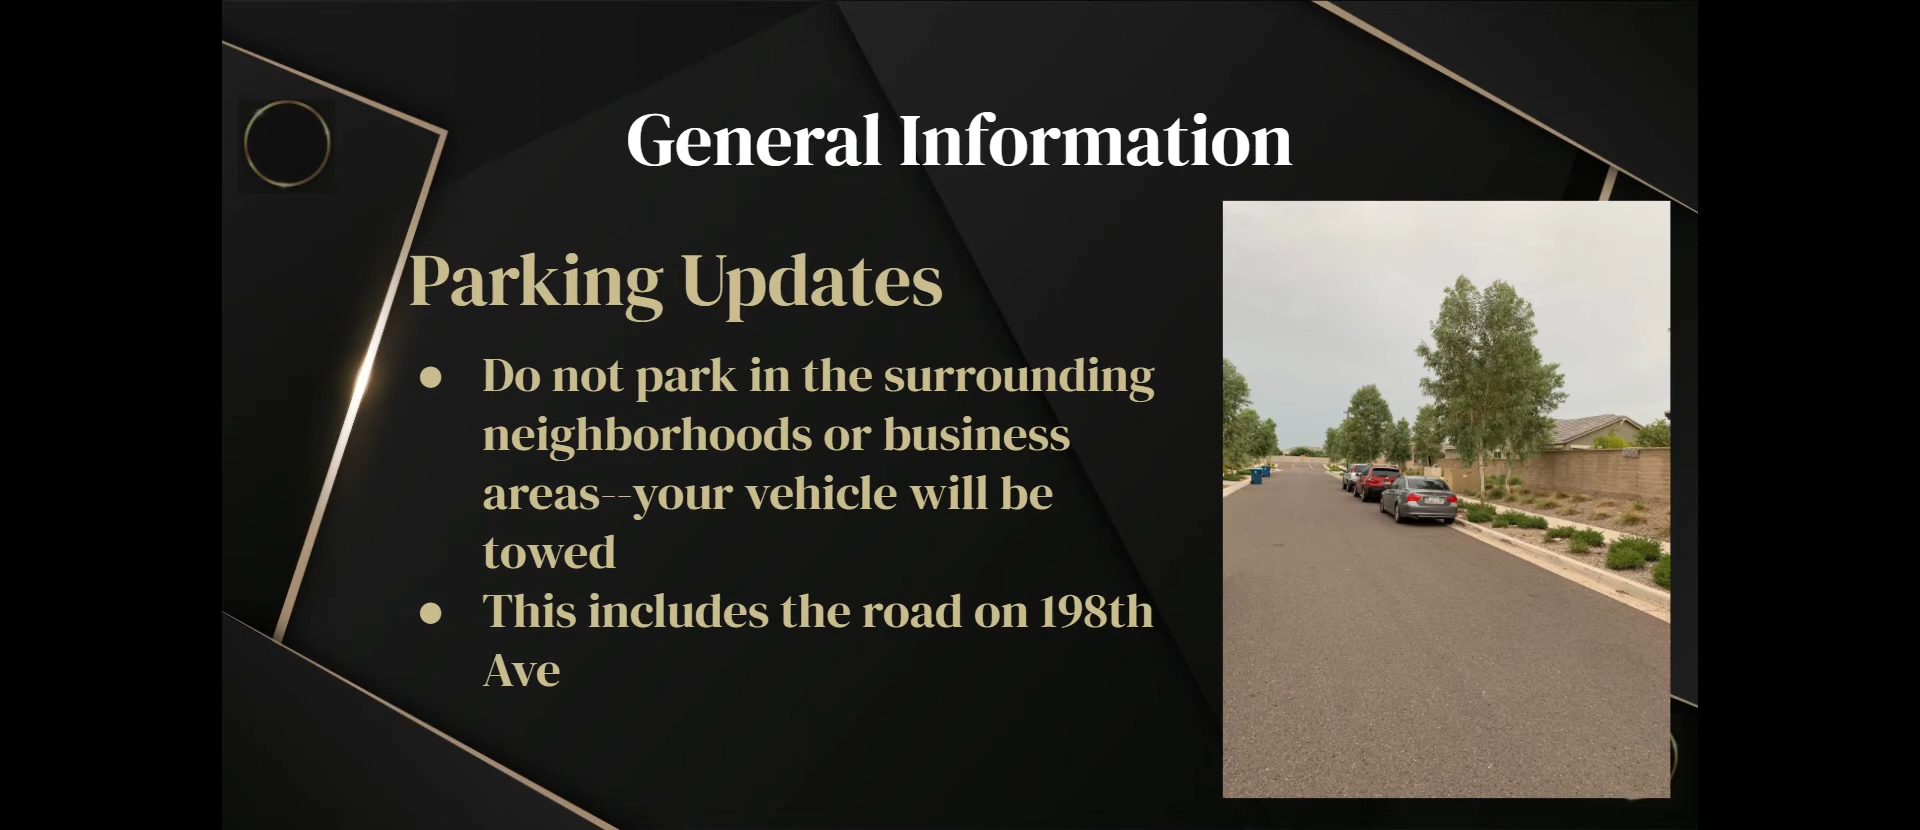 General Information
Parking Updates
● Do not park in the surrounding
neighborhoods or business
areas--your vehicle will be
towed
● This includes the road on 198th
Ave